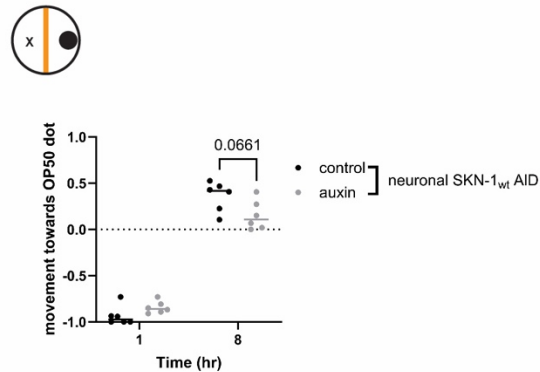 x
movement towards OP50 dot
1.0
0.5
0.0
-0.5
-1.0
0.0661
control
auxin
neuronal SKN-1wt AID
1
8
Time (hr)